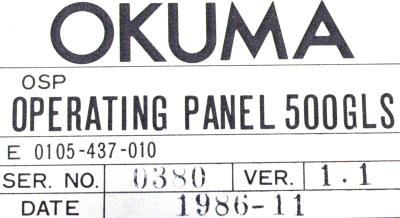 OKUMA
OSP
OPERATING PANEL 500GLS
E 0105-437-010
SER. NO. 0380 VER. 1.1
DATE 1986-11